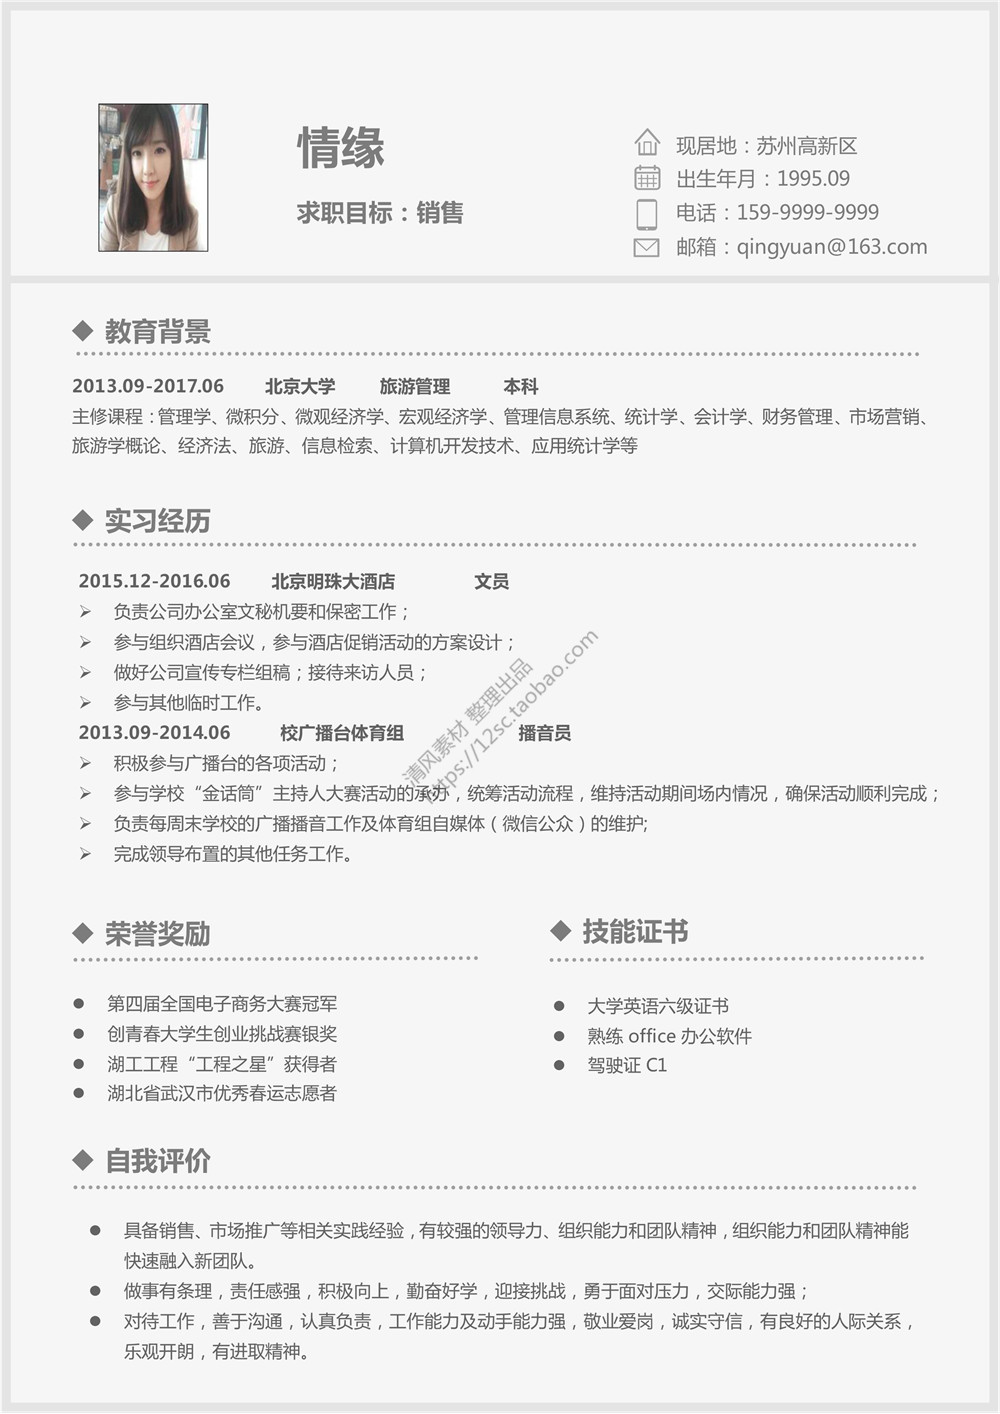 情缘
求职目标：销售
现居地：苏州高新区
出生年月：1995.09
电话：159-9999-9999
邮箱：qingyuan@163.com
教育背景
2013.09-2017.06 北京大学 旅游管理 本科
主修课程：管理学、微积分、微观经济学、宏观经济学、管理信息系统、统计学、会计学、财务管理、市场营销、
旅游学概论、经济法、旅游、信息检索、计算机开发技术、应用统计学等
实习经历
2015.12-2016.06 北京明珠大酒店 文员
负责公司办公室文秘机要和保密工作；
参与组织酒店会议，参与酒店促销活动的方案设计；
做好公司宣传专栏组稿；接待来访人员；
参与其他临时工作。
2013.09-2014.06 校广播台体育组 播音员
积极参与广播台的各项活动；
参与学校“金话筒”主持人大赛活动的承办，统筹活动流程，维持活动期间场内情况，确保活动顺利完成；
负责每周末学校的广播播音工作及体育组自媒体（微信公众）的维护;
完成领导布置的其他任务工作。
清风素材 整理出品
https://12sc.taobao.com
荣誉奖励
第四届全国电子商务大赛冠军
创青春大学生创业挑战赛银奖
湖工工程“工程之星”获得者
湖北省武汉市优秀春运志愿者
技能证书
大学英语六级证书
熟练 office 办公软件
驾驶证 C1
自我评价
具备销售、市场推广等相关实践经验，有较强的领导力、组织能力和团队精神，组织能力和团队精神能
快速融入新团队。
做事有条理，责任感强，积极向上，勤奋好学，迎接挑战，勇于面对压力，交际能力强；
对待工作，善于沟通，认真负责，工作能力及动手能力强，敬业爱岗，诚实守信，有良好的人际关系，
乐观开朗，有进取精神。